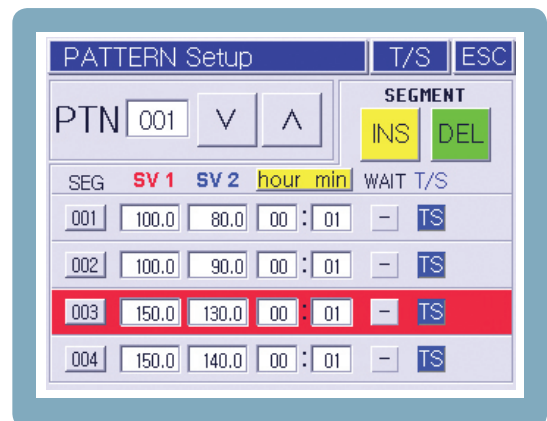 PATTERN Setup T/S ESC
SEGMENT
PTN 001 ∨ ∧ INS DEL
SEG SV 1 SV 2 hour min WAIT T/S
001 100.0 80.0 00 : 01 – TS
002 100.0 90.0 00 : 01 – TS
003 150.0 130.0 00 : 01 – TS
004 150.0 140.0 00 : 01 – TS